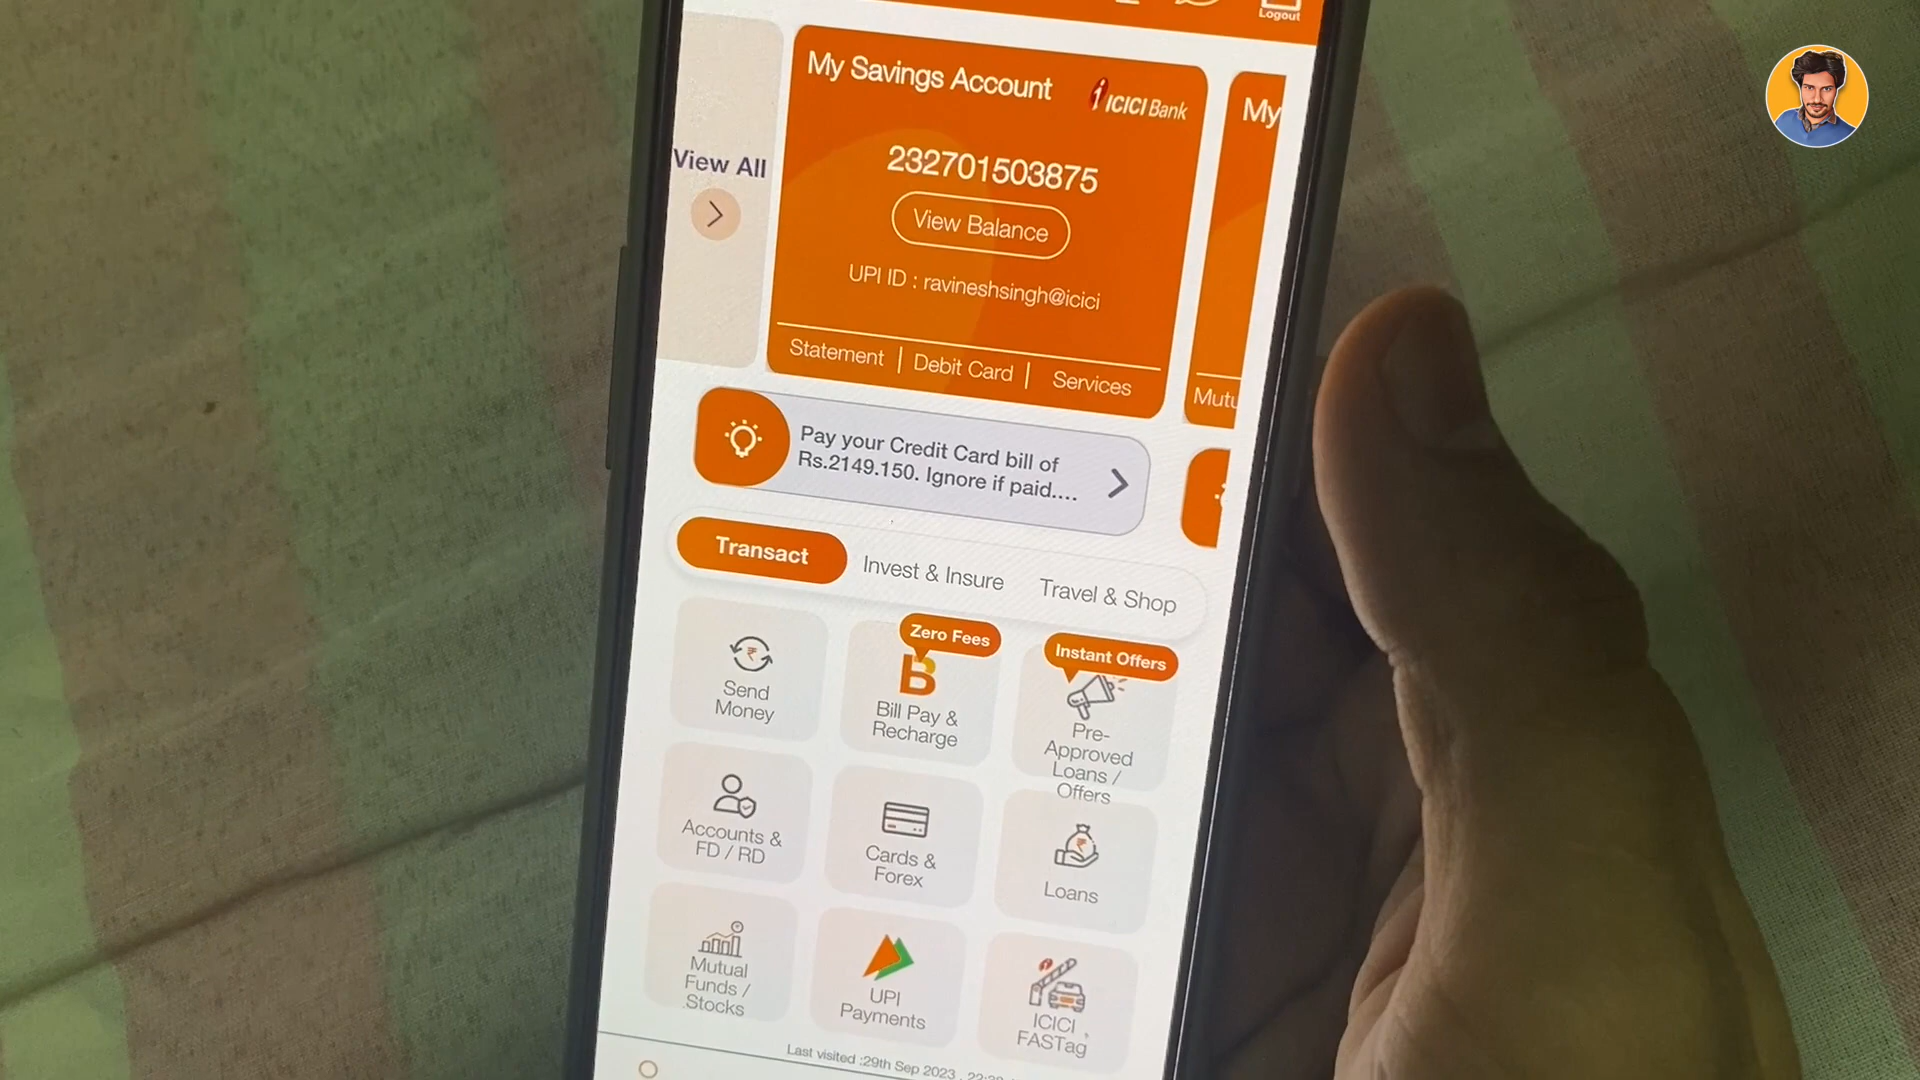 Logout
My Savings Account
ICICI Bank
My
View All
232701503875
View Balance
UPI ID : ravineshsingh@icici
Statement | Debit Card | Services
Mutu
Pay your Credit Card bill of
Rs.2149.150. Ignore if paid....
Transact
Invest & Insure
Travel & Shop
Send
Money
Zero Fees
Bill Pay &
Recharge
Instant Offers
Pre-
Approved
Loans /
Offers
Accounts &
FD / RD
Cards &
Forex
Loans
Mutual
Funds /
Stocks
UPI
Payments
ICICI
FASTag
Last visited :29th Sep 2023